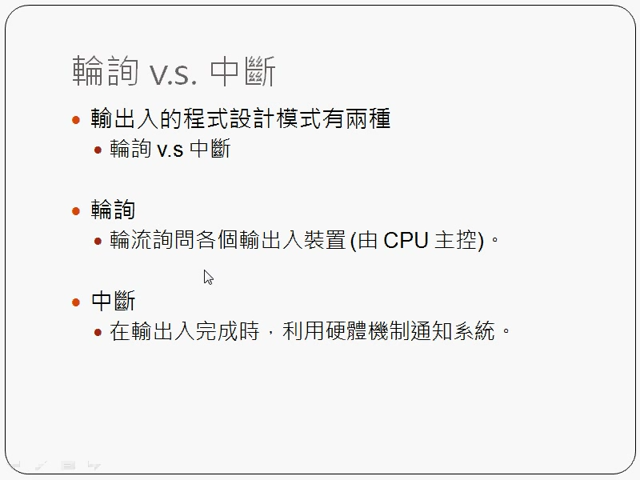 輪詢 v.s. 中斷
輸出入的程式設計模式有兩種
輪詢 v.s 中斷
輪詢
輪流詢問各個輸出入裝置 (由 CPU 主控)。
中斷
在輸出入完成時，利用硬體機制通知系統。